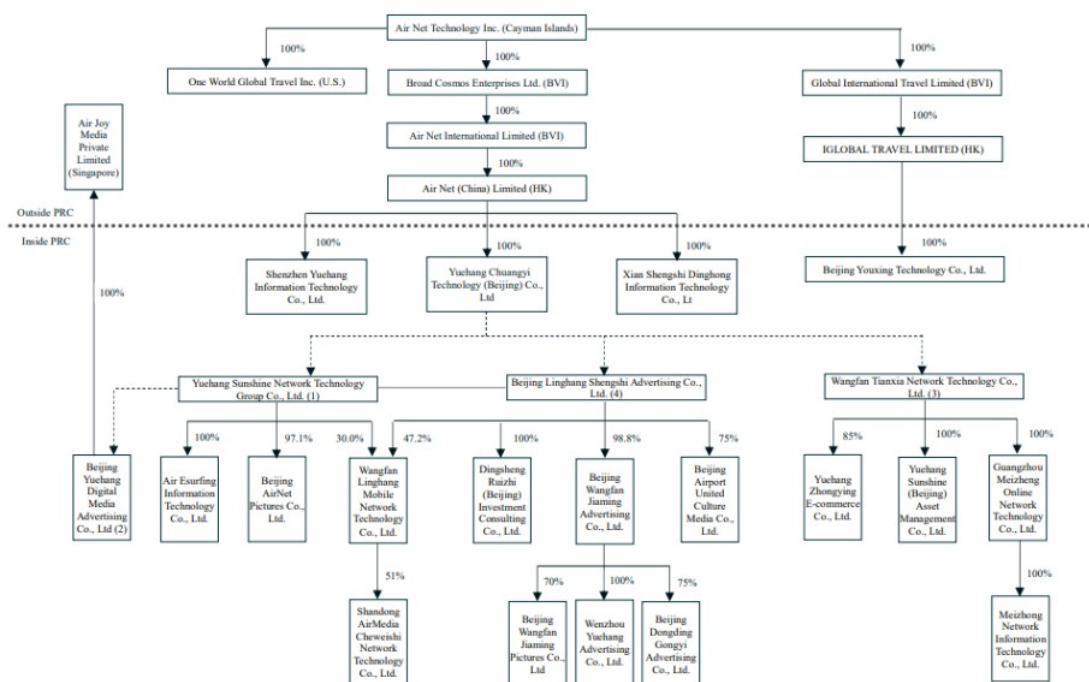 Air Net Technology Inc. (Cayman Islands)
100%
100%
100%
One World Global Travel Inc. (U.S.)
Broad Cosmos Enterprises Ltd. (BVI)
Global International Travel Limited (BVI)
Air Joy
Media
Private
Limited
(Singapore)
100%
100%
Air Net International Limited (BVI)
IGLOBAL TRAVEL LIMITED (HK)
100%
Air Net (China) Limited (HK)
Outside PRC
Inside PRC
100%
100%
100%
100%
Shenzhen Yuehang
Information Technology
Co., Ltd.
Yuehang Chuangyi
Technology (Beijing) Co.,
Ltd
Xian Shengshi Dinghong
Information Technology
Co., Lt
Beijing Youxing Technology Co., Ltd.
100%
Yuehang Sunshine Network Technology
Group Co., Ltd. (1)
Beijing Linghang Shengshi Advertising Co.,
Ltd. (4)
Wangfan Tianxia Network Technology Co.,
Ltd. (3)
100%
97.1%
30.0%
47.2%
100%
98.8%
75%
85%
100%
100%
Beijing
Yuehang
Digital
Media
Advertising
Co., Ltd (2)
Air Esurfing
Information
Technology
Co., Ltd.
Beijing
AirNet
Pictures Co.,
Ltd.
Wangfan
Linghang
Mobile
Network
Technology
Co., Ltd.
Dingsheng
Ruizhi
(Beijing)
Investment
Consulting
Co., Ltd.
Beijing
Wangfan
Jiaming
Advertising
Co., Ltd.
Beijing
Airport
United
Culture
Media Co.,
Ltd.
Yuehang
Zhongying
E-commerce
Co., Ltd.
Yuehang
Sunshine
(Beijing)
Asset
Management
Co., Ltd.
Guangzhou
Meizheng
Online
Network
Technology
Co., Ltd.
51%
70%
100%
75%
100%
Shandong
AirMedia
Cheweishi
Network
Technology
Co., Ltd.
Beijing
Wangfan
Jiaming
Pictures Co.,
Ltd
Wenzhou
Yuehang
Advertising
Co., Ltd.
Beijing
Dongding
Gongyi
Advertising
Co., Ltd.
Meizhong
Network
Information
Technology
Co., Ltd.